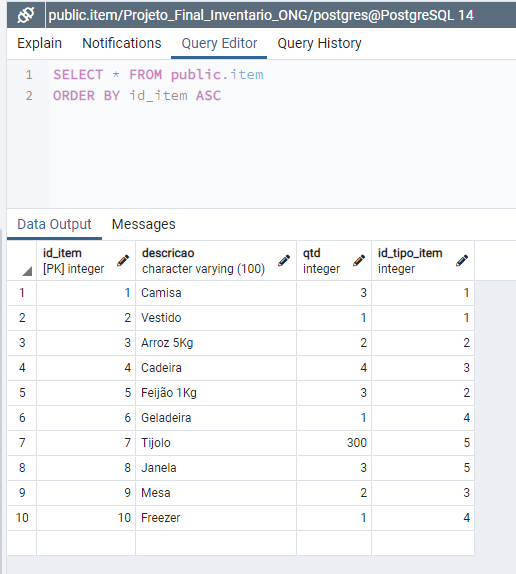 public.item/Projeto_Final_Inventario_ONG/postgres@PostgreSQL 14
Explain Notifications Query Editor Query History
1 SELECT * FROM public.item
2 ORDER BY id_item ASC
Data Output Messages
id_item descricao qtd id_tipo_item
[PK] integer character varying (100) integer integer
1 1 Camisa 3 1
2 2 Vestido 1 1
3 3 Arroz 5Kg 2 2
4 4 Cadeira 4 3
5 5 Feijão 1Kg 3 2
6 6 Geladeira 1 4
7 7 Tijolo 300 5
8 8 Janela 3 5
9 9 Mesa 2 3
10 10 Freezer 1 4